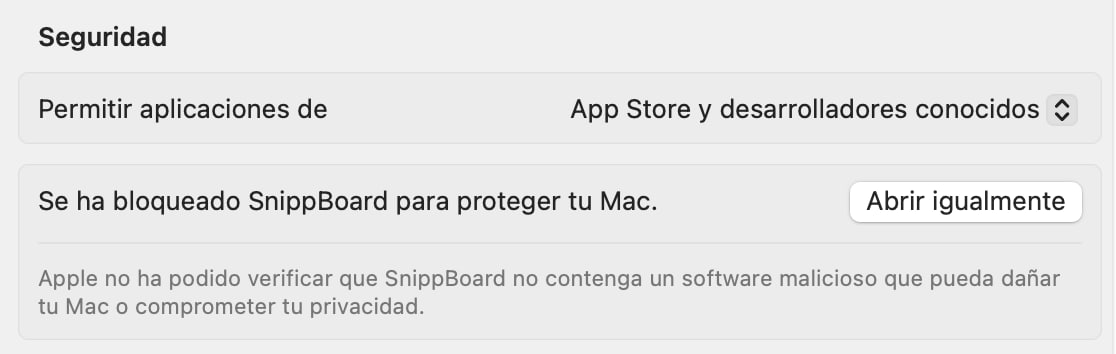 Seguridad
Permitir aplicaciones de
App Store y desarrolladores conocidos
Se ha bloqueado SnippBoard para proteger tu Mac.
Abrir igualmente
Apple no ha podido verificar que SnippBoard no contenga un software malicioso que pueda dañar
tu Mac o comprometer tu privacidad.